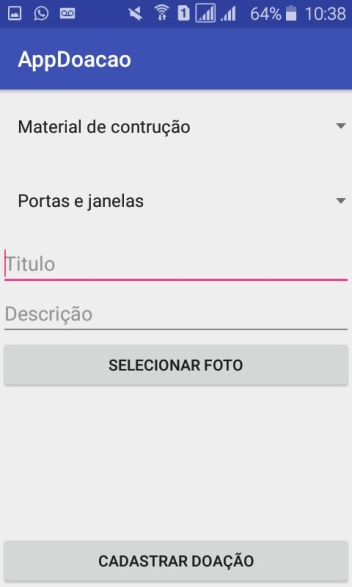 64% 10:38
AppDoacao
Material de contrução
Portas e janelas
Titulo
Descrição
SELECIONAR FOTO
CADASTRAR DOAÇÃO